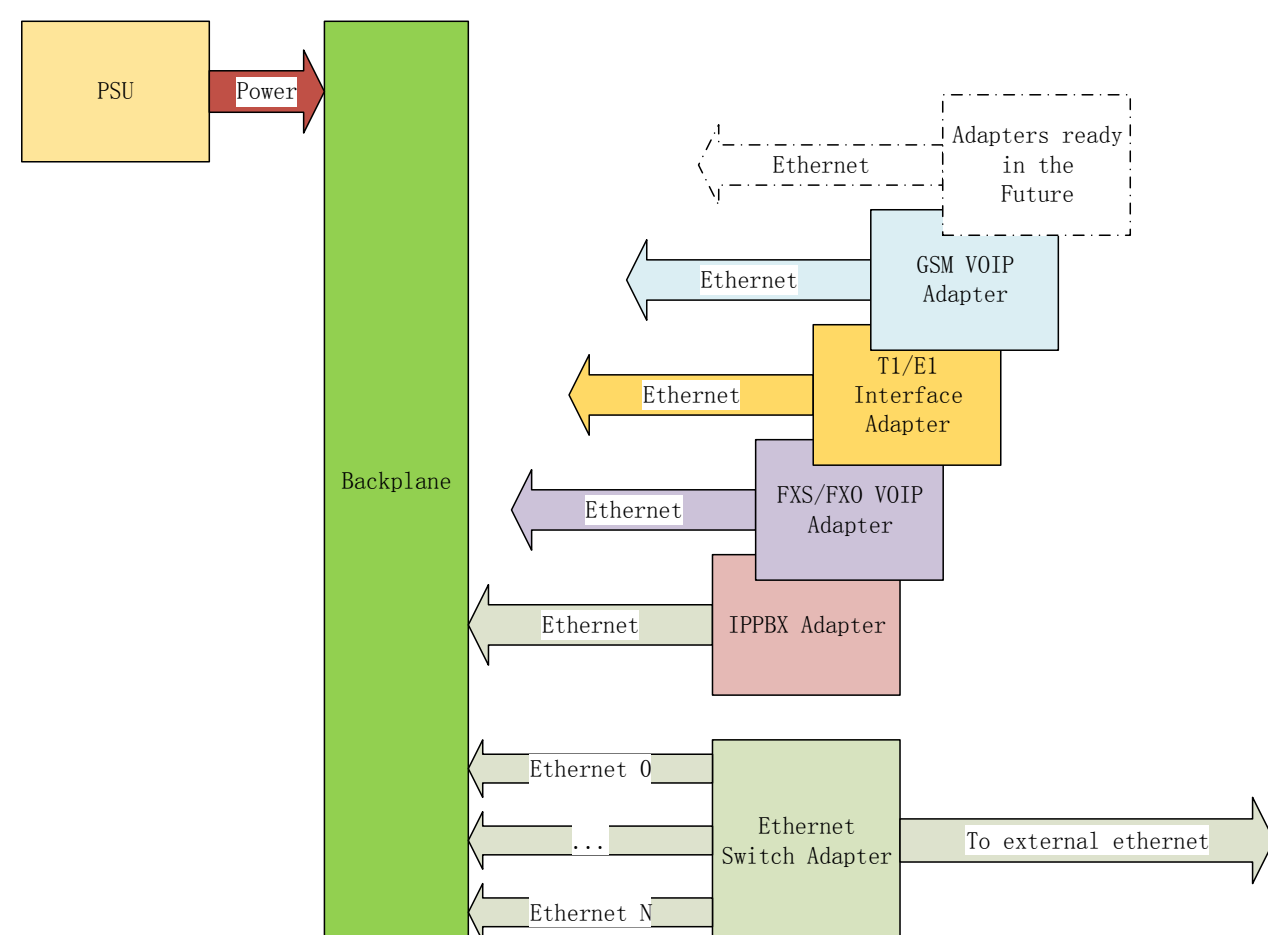 PSU
Power
Adapters ready
in the
Future
Ethernet
GSM VOIP
Adapter
Ethernet
T1/E1
Interface
Adapter
Ethernet
Backplane
FXS/FXO VOIP
Adapter
Ethernet
IPPBX Adapter
Ethernet
Ethernet 0
...
Ethernet N
Ethernet
Switch Adapter
To external ethernet